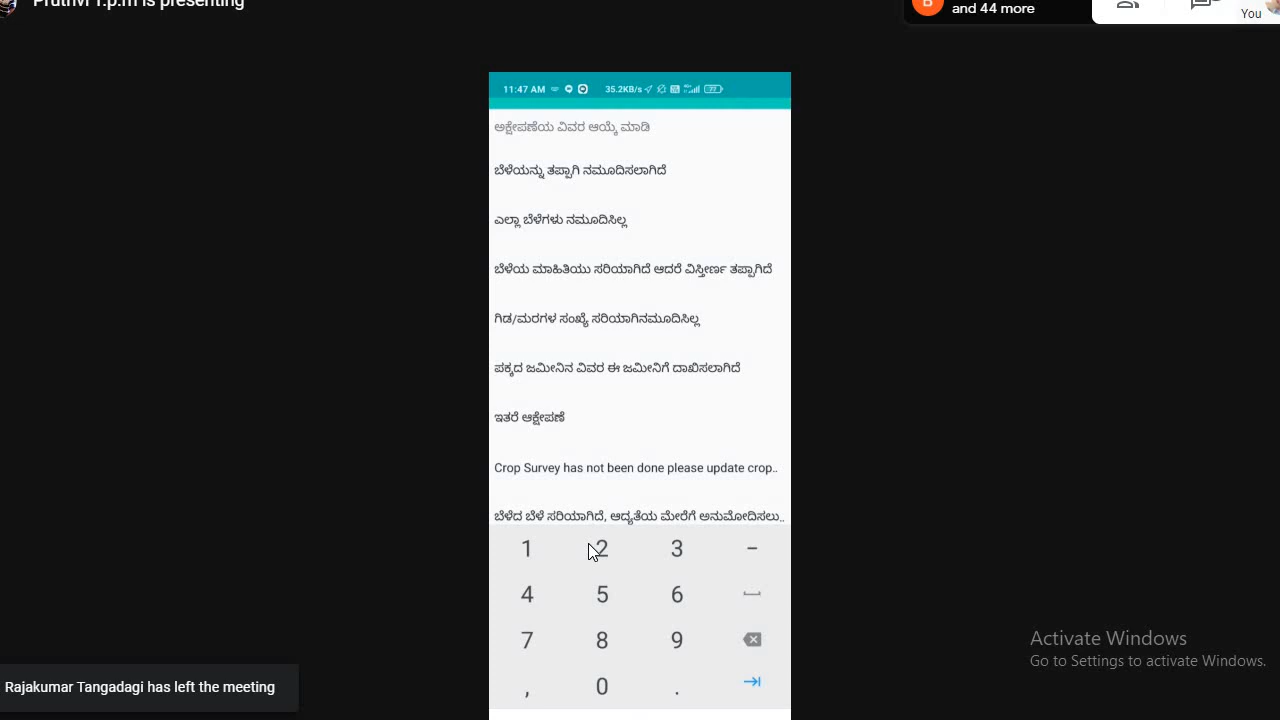 is presenting
and 44 more
You
11:47 AM
35.2KB/s
ಅಕ್ಷೇಪಣೆಯ ವಿವರ ಆಯ್ಕೆ ಮಾಡಿ
ಬೆಳೆಯನ್ನು ತಪ್ಪಾಗಿ ನಮೂದಿಸಲಾಗಿದೆ
ಎಲ್ಲಾ ಬೆಳೆಗಳು ನಮೂದಿಸಿಲ್ಲ
ಬೆಳೆಯ ಮಾಹಿತಿಯು ಸರಿಯಾಗಿದೆ ಆದರೆ ವಿಸ್ತೀರ್ಣ ತಪ್ಪಾಗಿದೆ
ಗಿಡ/ಮರಗಳ ಸಂಖ್ಯೆ ಸರಿಯಾಗಿನಮೂದಿಸಿಲ್ಲ
ಪಕ್ಕದ ಜಮೀನಿನ ವಿವರ ಈ ಜಮೀನಿಗೆ ದಾಖಿಸಲಾಗಿದೆ
ಇತರೆ ಆಕ್ಷೇಪಣೆ
Crop Survey has not been done please update crop..
ಬೆಳೆದ ಬೆಳೆ ಸರಿಯಾಗಿದೆ, ಆದ್ಯತೆಯ ಮೇರೆಗೆ ಅನುಮೋದಿಸಲು..
1 2 3 -
4 5 6
7 8 9
, 0 .
Activate Windows
Go to Settings to activate Windows.
Rajakumar Tangadagi has left the meeting